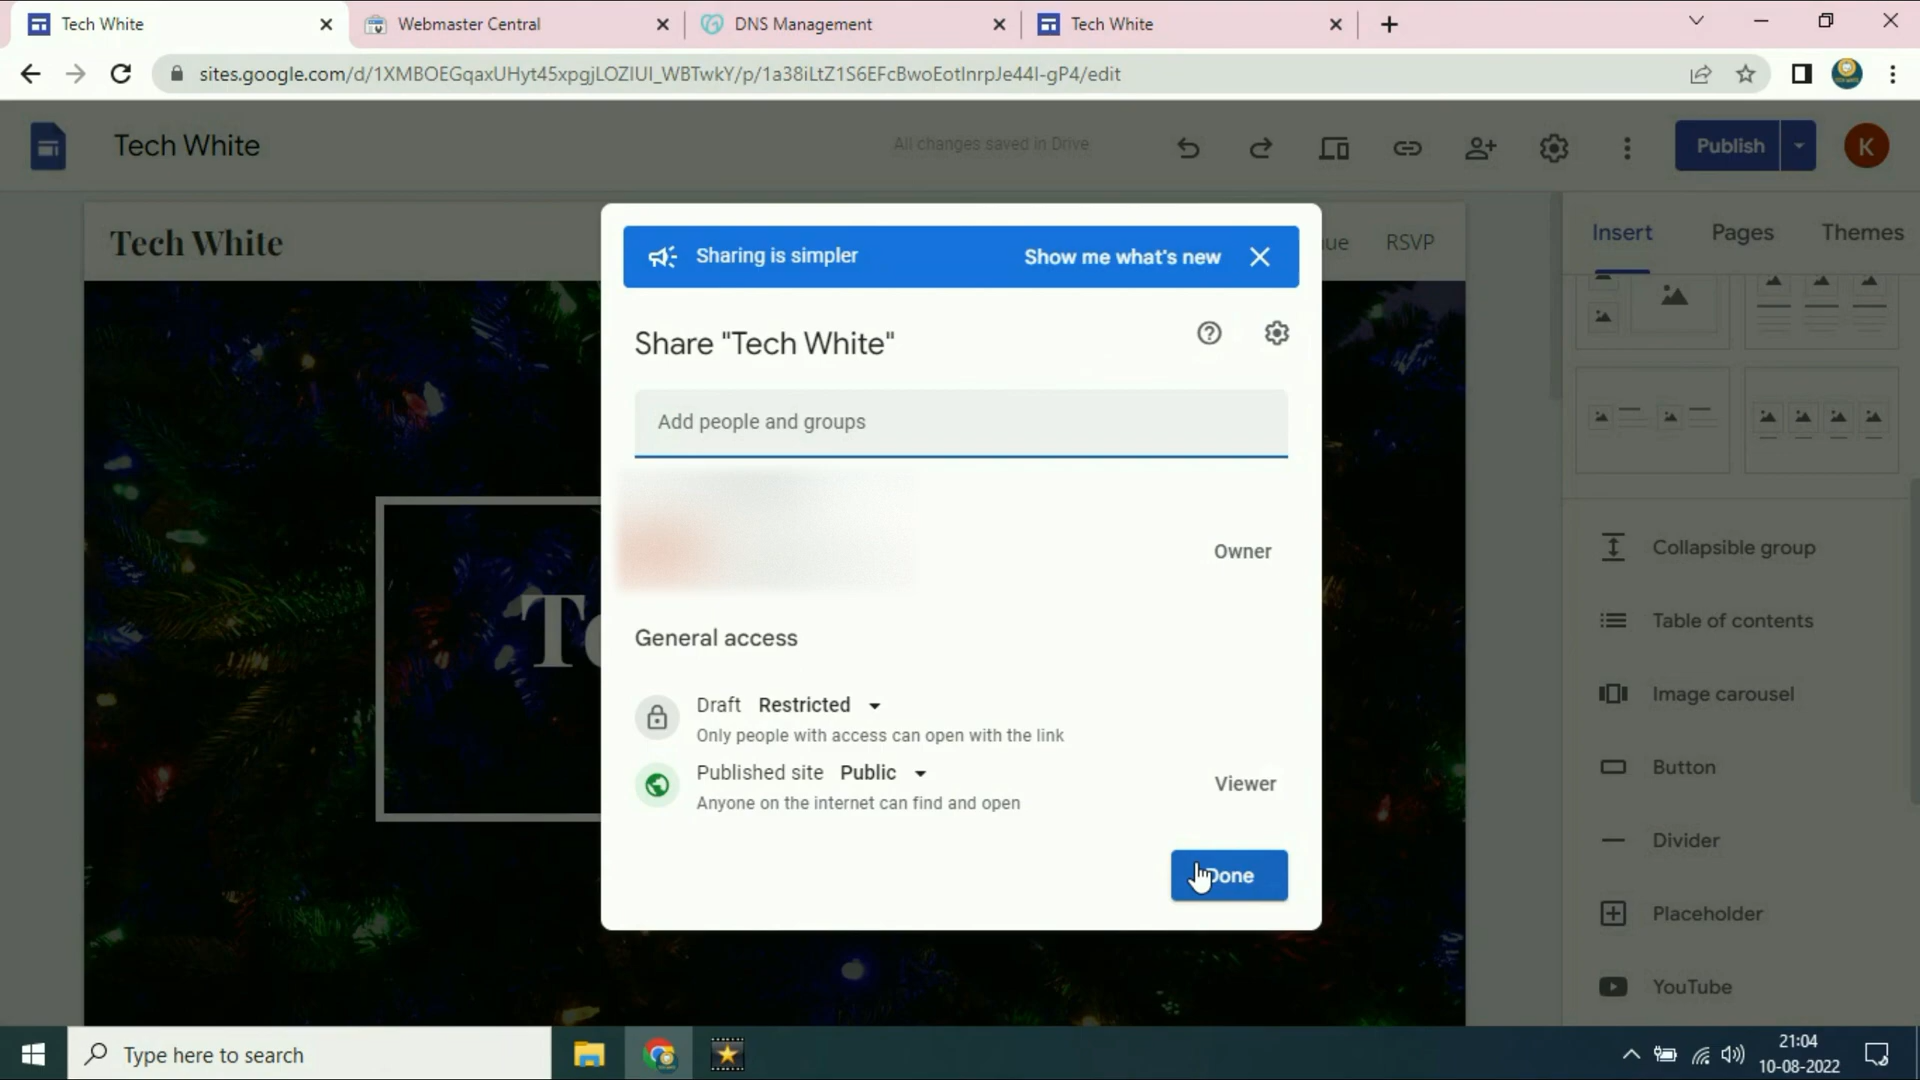 Tech White
Webmaster Central
DNS Management
Tech White
sites.google.com/d/1XMBOEGqaxUHyt45xpgjLOZIUI_WBTwkY/p/1a38iLtZ1S6EFcBwoEotInrpJe44I-gP4/edit
Tech White
All changes saved in Drive
Publish
K
Tech White
ue
RSVP
Insert
Pages
Themes
Sharing is simpler
Show me what's new
Share "Tech White"
Add people and groups
Owner
General access
Draft Restricted
Only people with access can open with the link
Published site Public
Anyone on the internet can find and open
Viewer
Done
Te
Collapsible group
Table of contents
Image carousel
Button
Divider
Placeholder
YouTube
Type here to search
21:04
10-08-2022